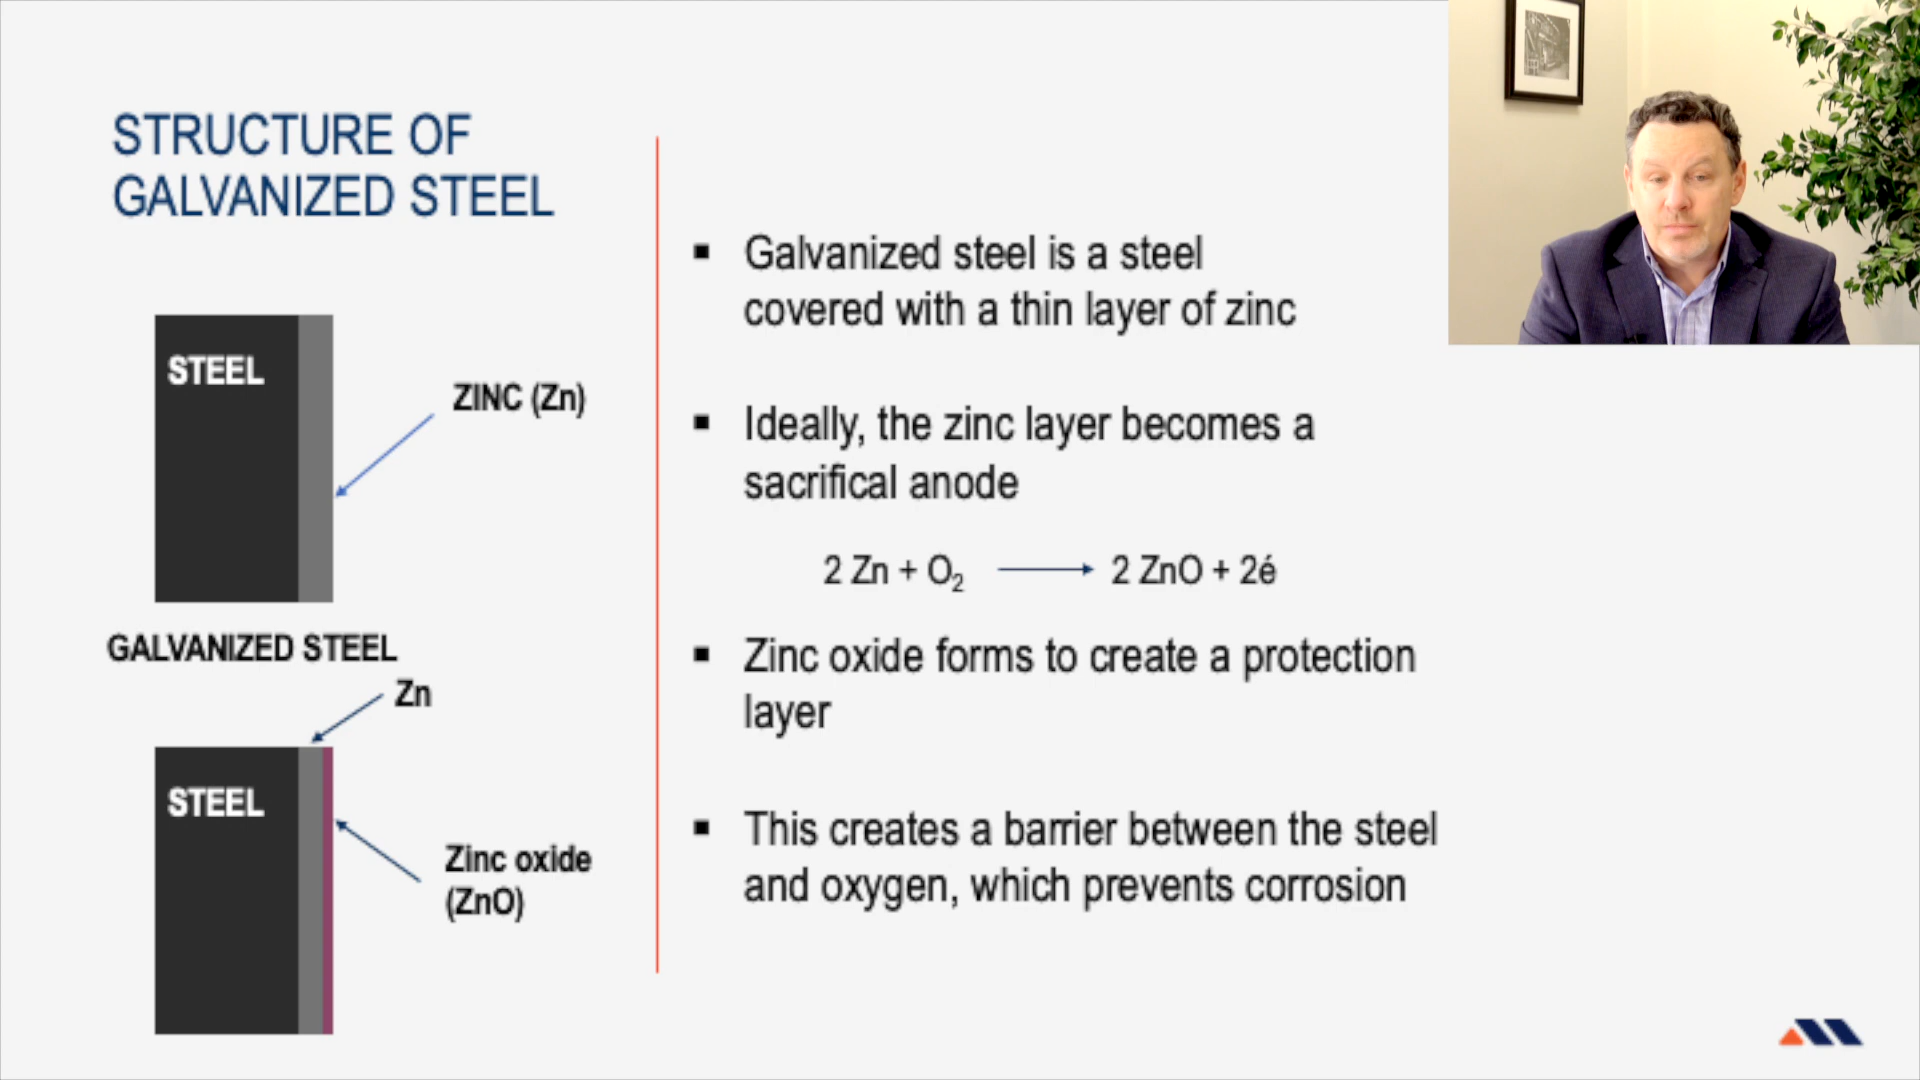 STRUCTURE OF
GALVANIZED STEEL
STEEL
ZINC (Zn)
GALVANIZED STEEL
Zn
STEEL
Zinc oxide
(ZnO)
▪ Galvanized steel is a steel
covered with a thin layer of zinc
▪ Ideally, the zinc layer becomes a
sacrifical anode
2 Zn + O₂ → 2 ZnO + 2é
▪ Zinc oxide forms to create a protection
layer
▪ This creates a barrier between the steel
and oxygen, which prevents corrosion